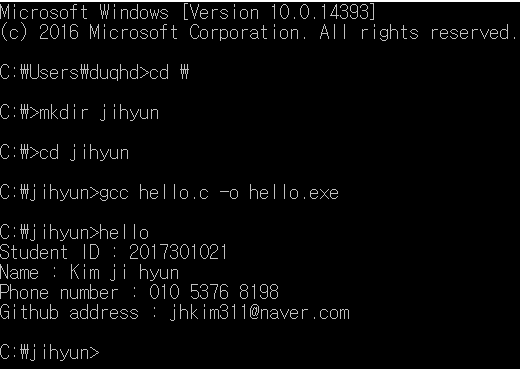 Microsoft Windows [Version 10.0.14393]
(c) 2016 Microsoft Corporation. All rights reserved.
C:₩Users₩duqhd>cd ₩
C:₩>mkdir jihyun
C:₩>cd jihyun
C:₩jihyun>gcc hello.c -o hello.exe
C:₩jihyun>hello
Student ID : 2017301021
Name : Kim ji hyun
Phone number : 010 5376 8198
Github address : jhkim311@naver.com
C:₩jihyun>